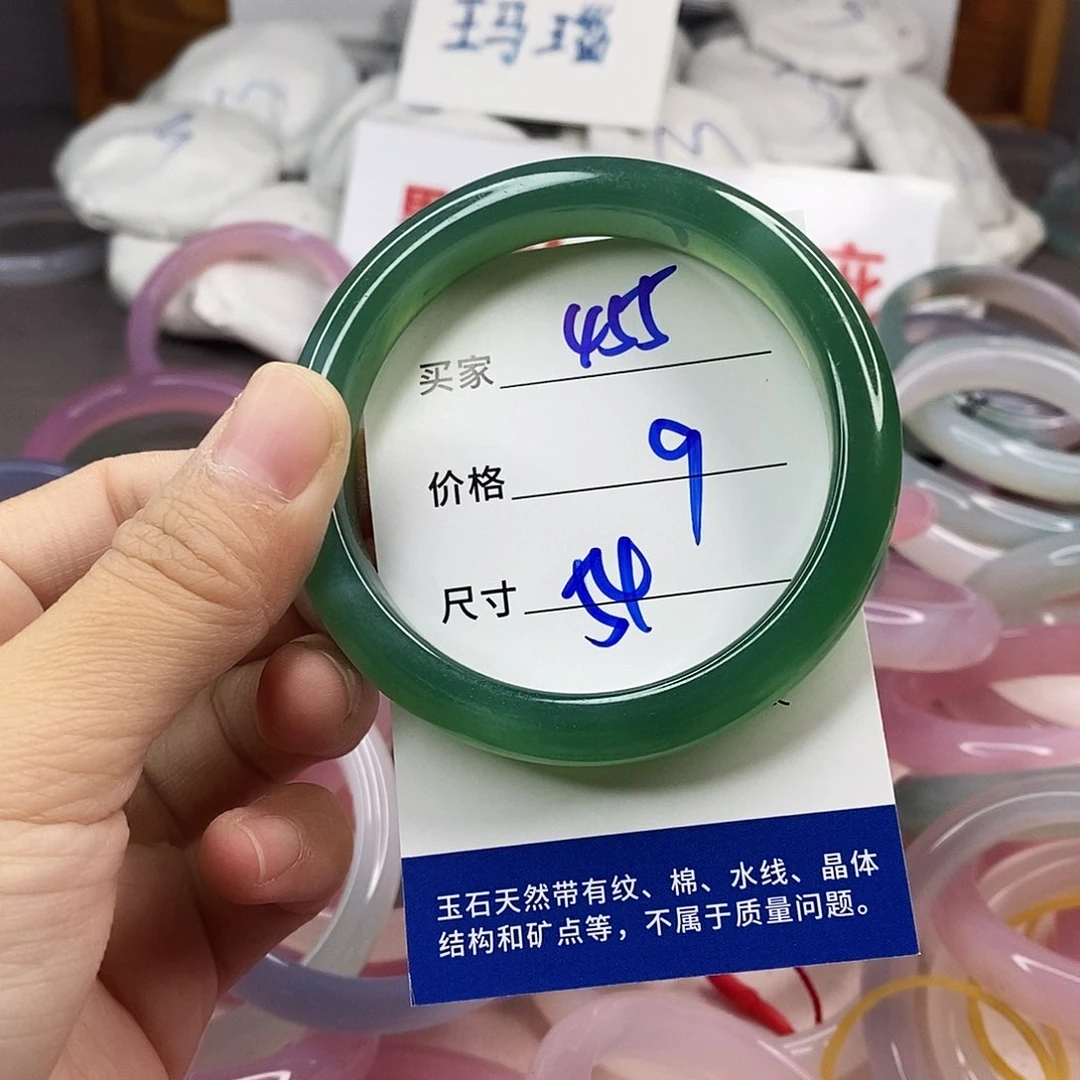 玛瑙
买家 455
价格 9
尺寸 54
玉石天然带有纹、棉、水线、晶体
结构和矿点等，不属于质量问题。